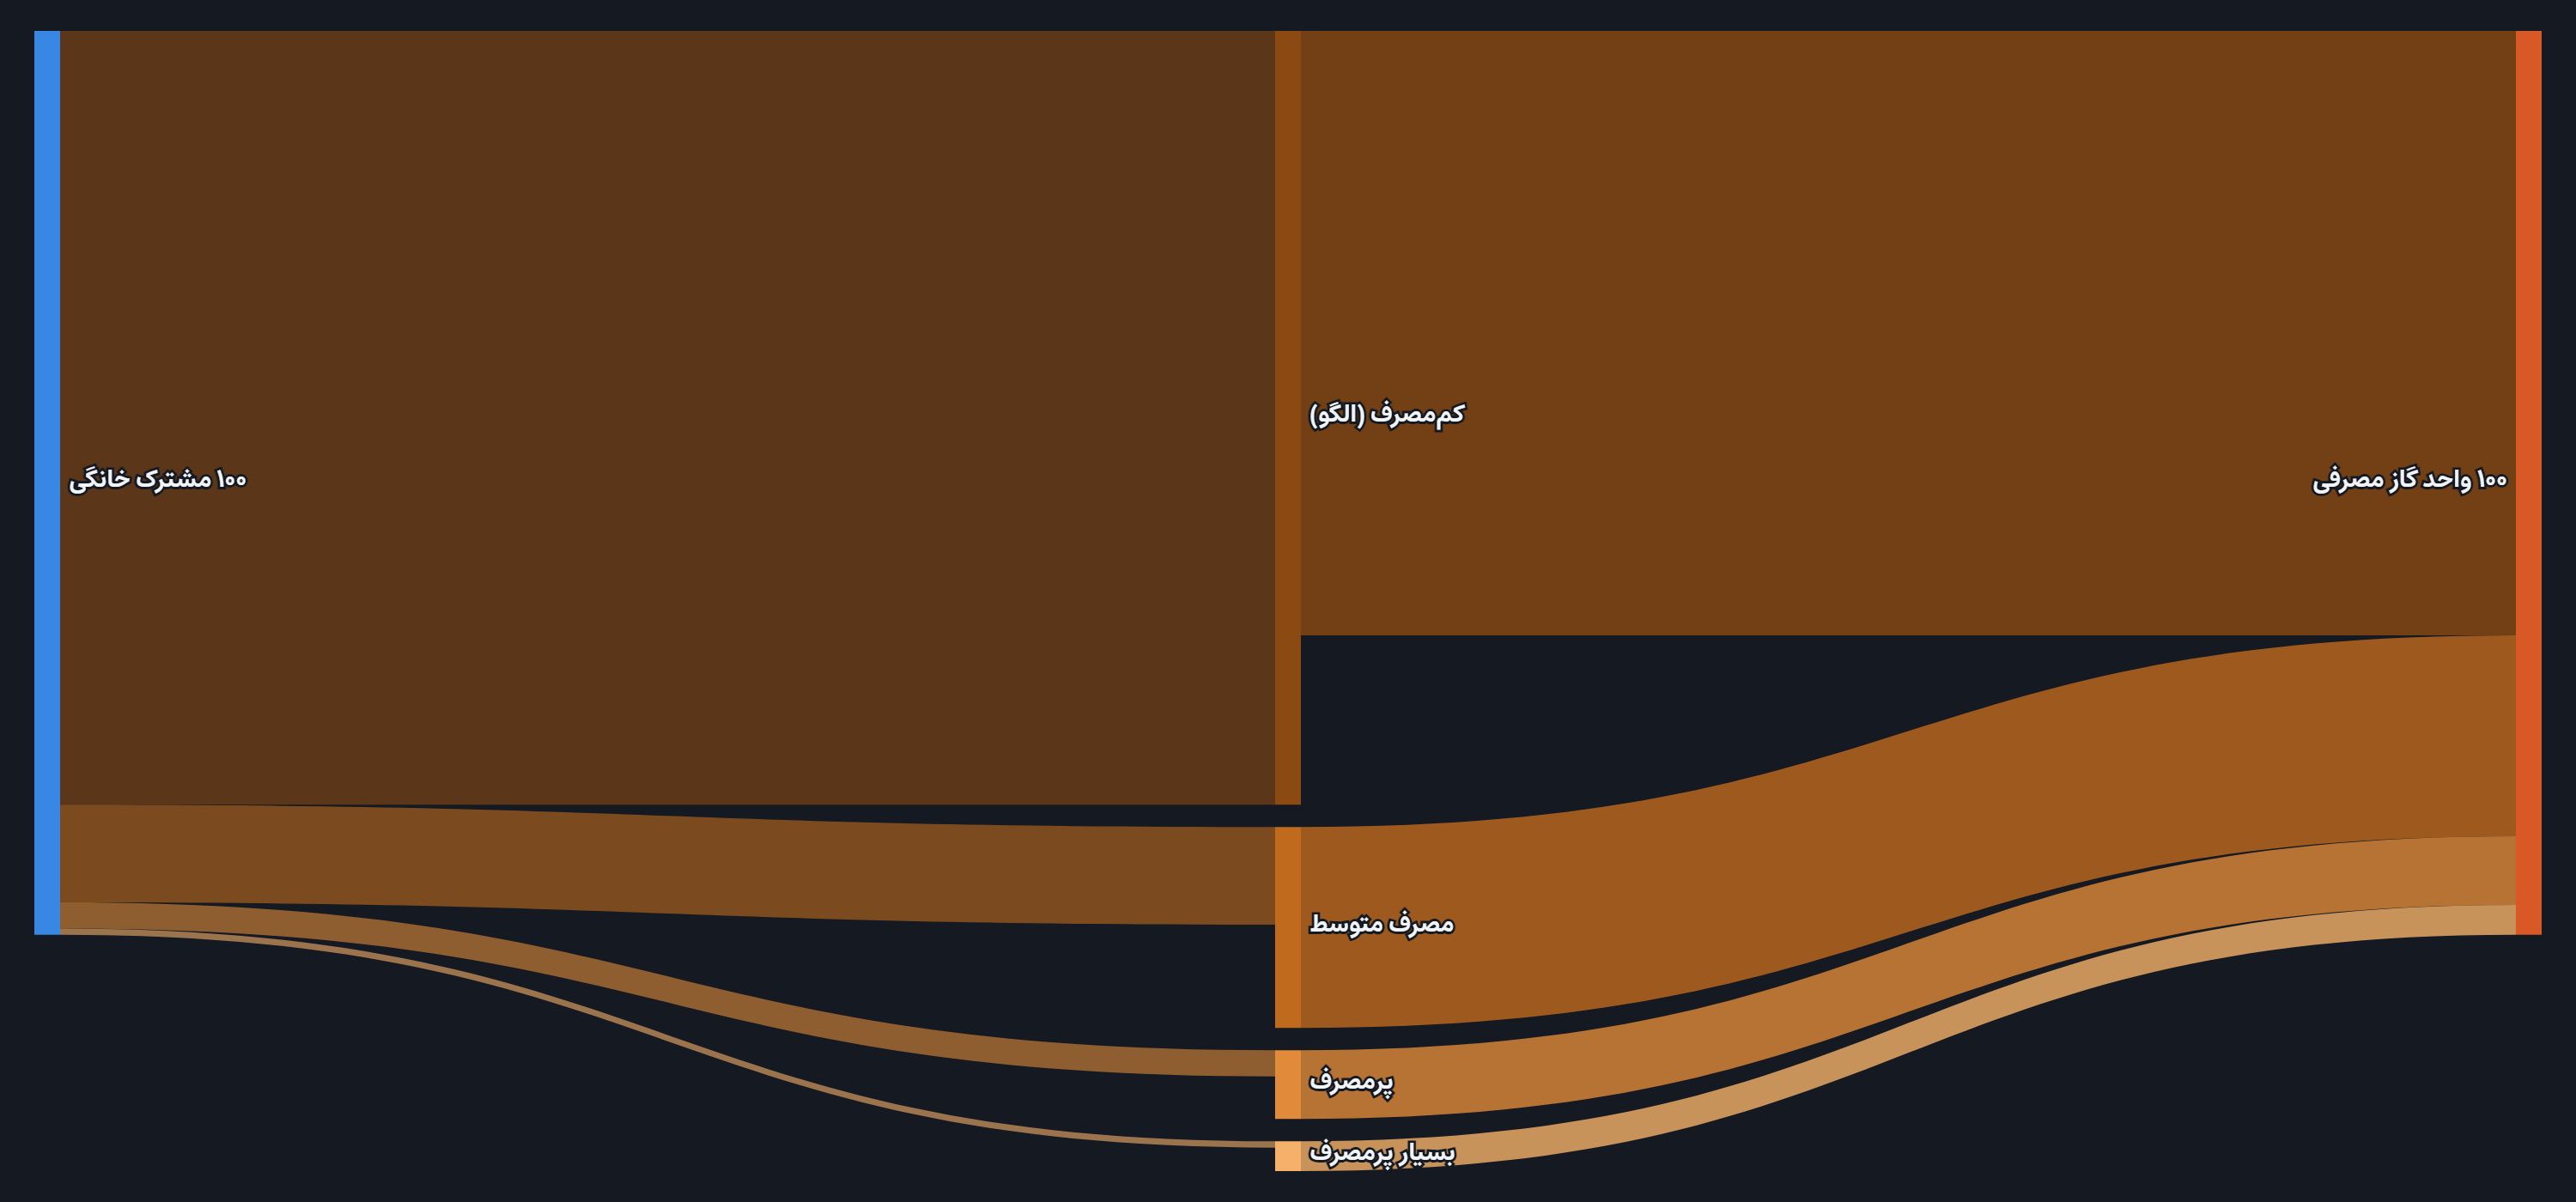 ۱۰۰ مشترک خانگی
کم‌مصرف (الگو)
مصرف متوسط
پرمصرف
بسیار پرمصرف
۱۰۰ واحد گاز مصرفی